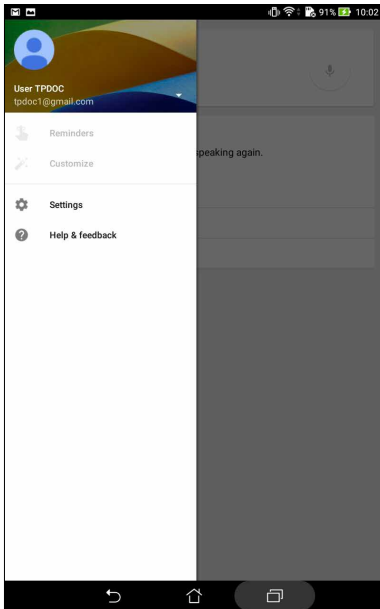 91% 10:02
User TPDOC
tpdoc1@gmail.com
Reminders
speaking again.
Customize
Settings
Help & feedback